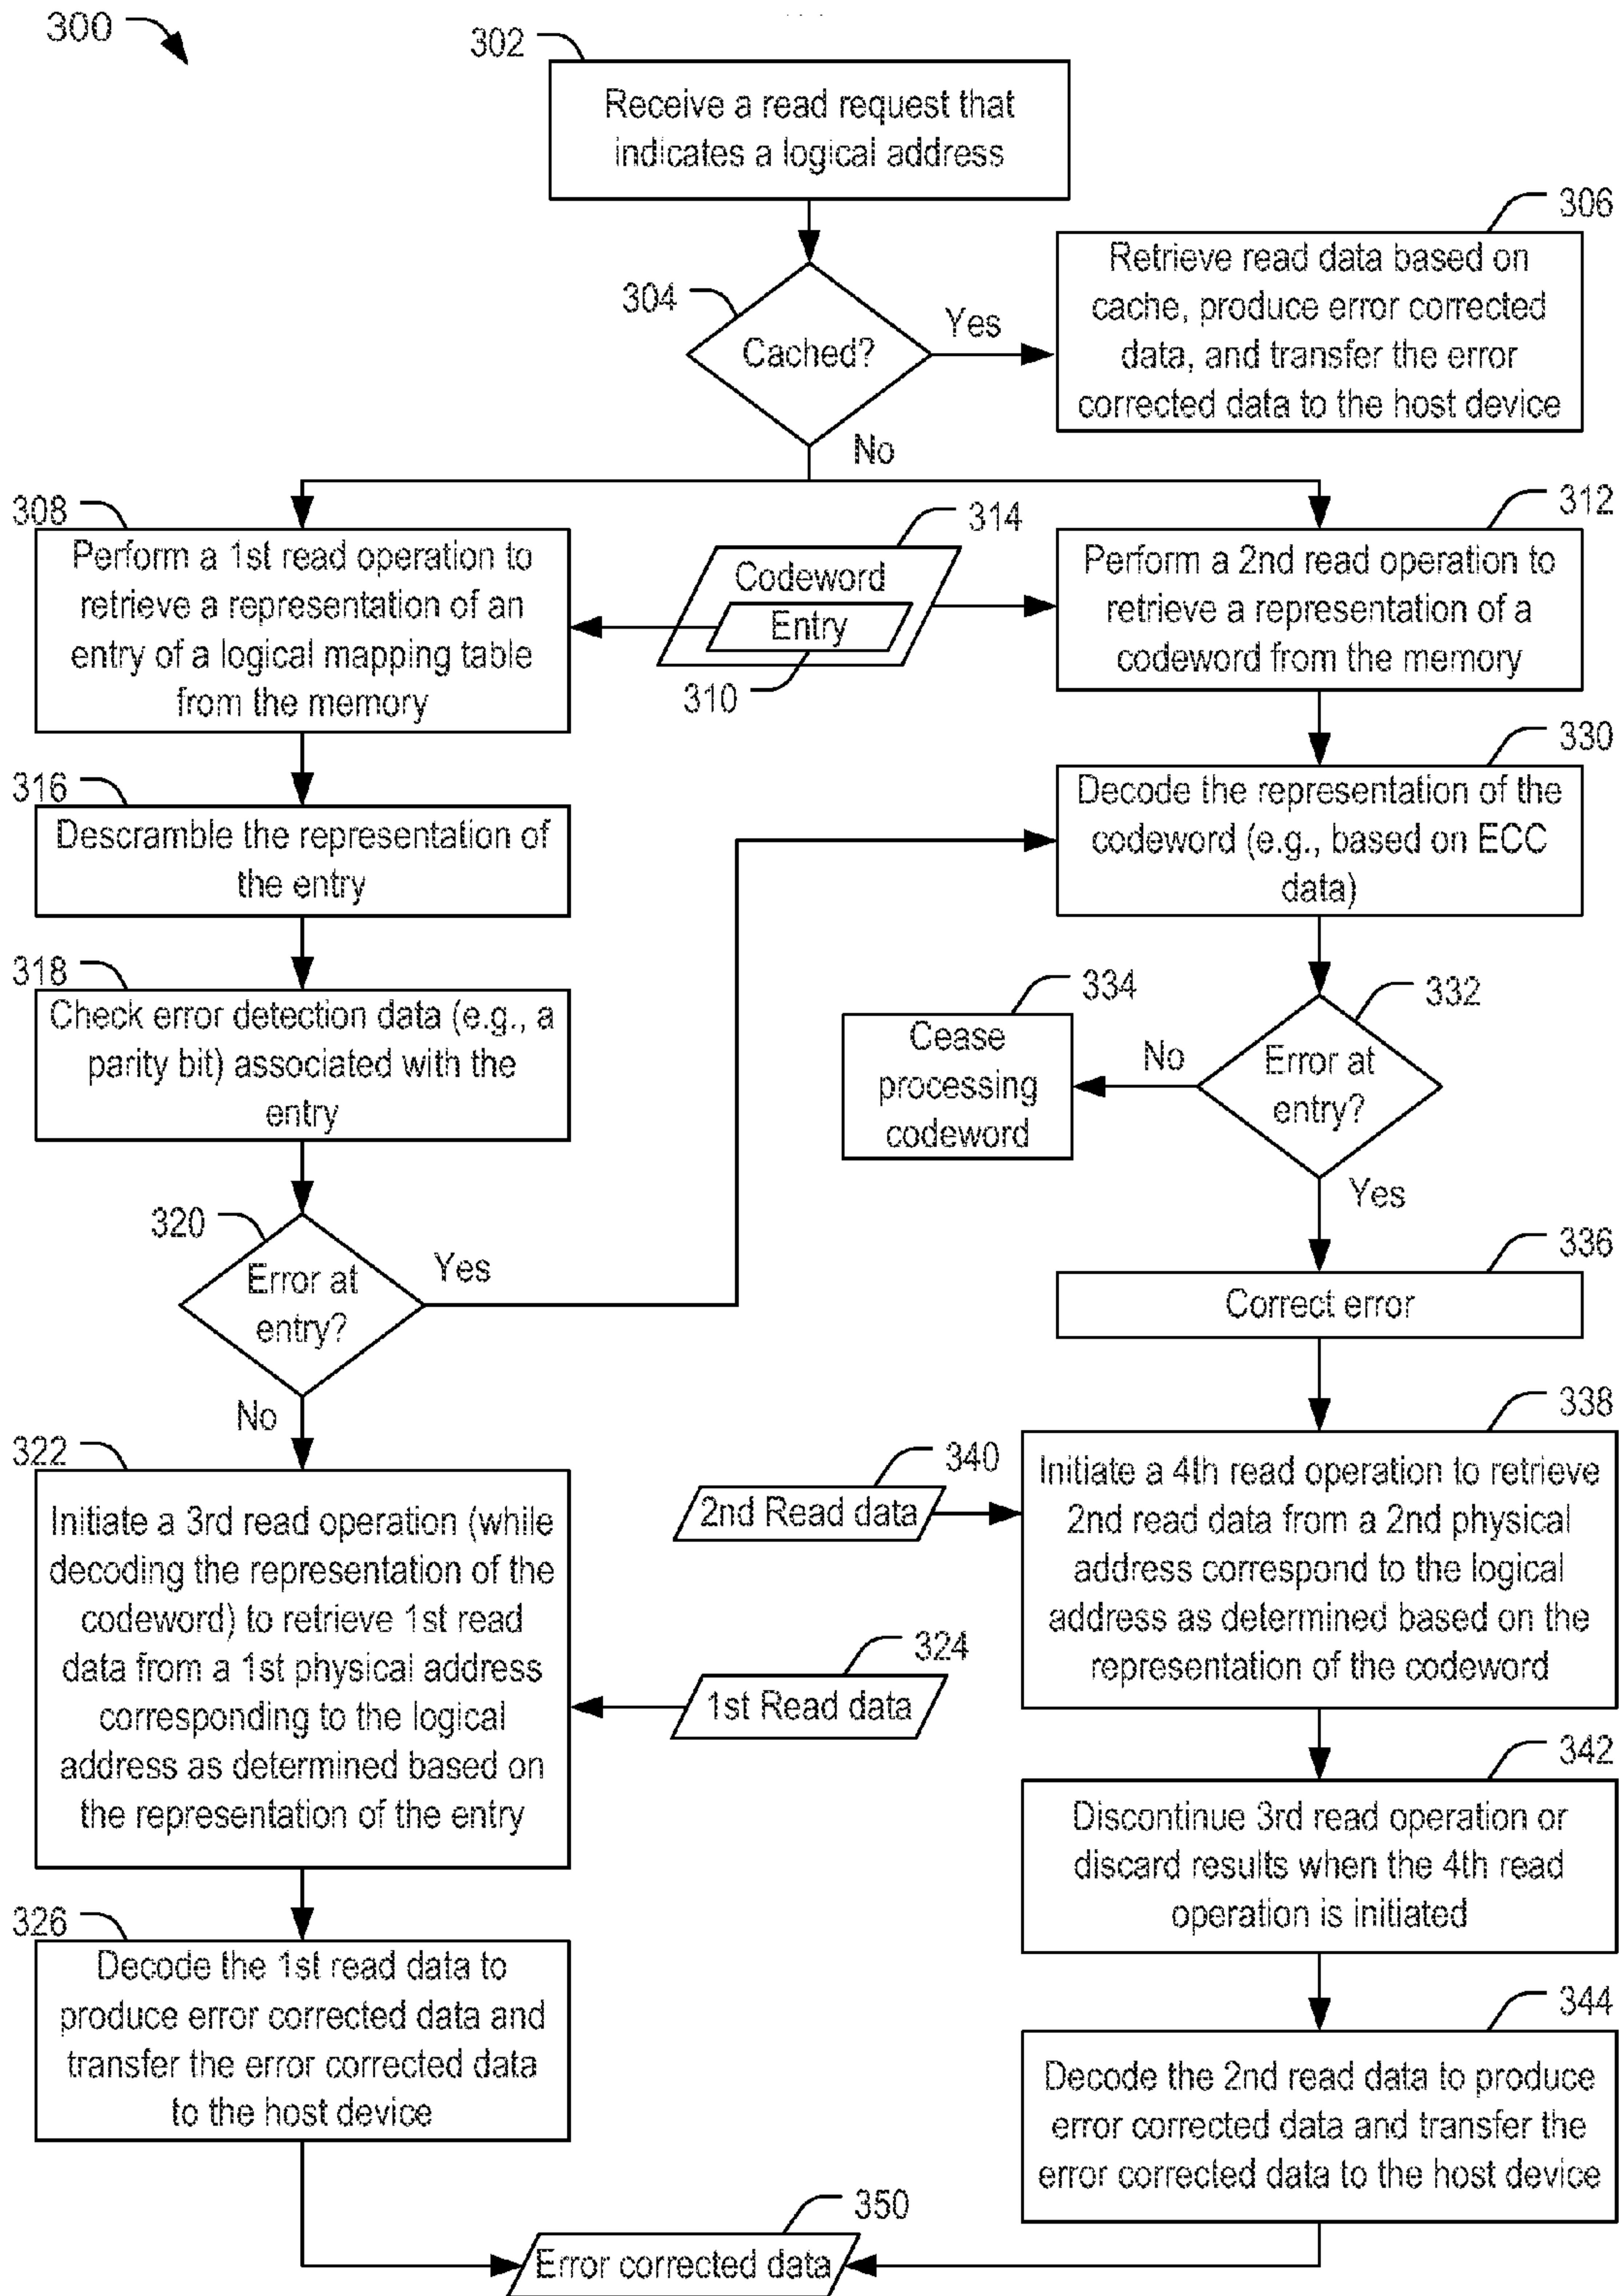 300
302
Receive a read request that
indicates a logical address
304
Cached?
Yes
No
306
Retrieve read data based on
cache, produce error corrected
data, and transfer the error
corrected data to the host device
308
Perform a 1st read operation to
retrieve a representation of an
entry of a logical mapping table
from the memory
314
Codeword
Entry
310
312
Perform a 2nd read operation to
retrieve a representation of a
codeword from the memory
316
Descramble the representation of
the entry
330
Decode the representation of the
codeword (e.g., based on ECC
data)
318
Check error detection data (e.g., a
parity bit) associated with the
entry
334
Cease
processing
codeword
No
332
Error at
entry?
Yes
320
Error at
entry?
Yes
No
336
Correct error
322
Initiate a 3rd read operation (while
decoding the representation of the
codeword) to retrieve 1st read
data from a 1st physical address
corresponding to the logical
address as determined based on
the representation of the entry
340
2nd Read data
324
1st Read data
338
Initiate a 4th read operation to retrieve
2nd read data from a 2nd physical
address correspond to the logical
address as determined based on the
representation of the codeword
342
Discontinue 3rd read operation or
discard results when the 4th read
operation is initiated
326
Decode the 1st read data to
produce error corrected data and
transfer the error corrected data
to the host device
344
Decode the 2nd read data to produce
error corrected data and transfer the
error corrected data to the host device
350
Error corrected data